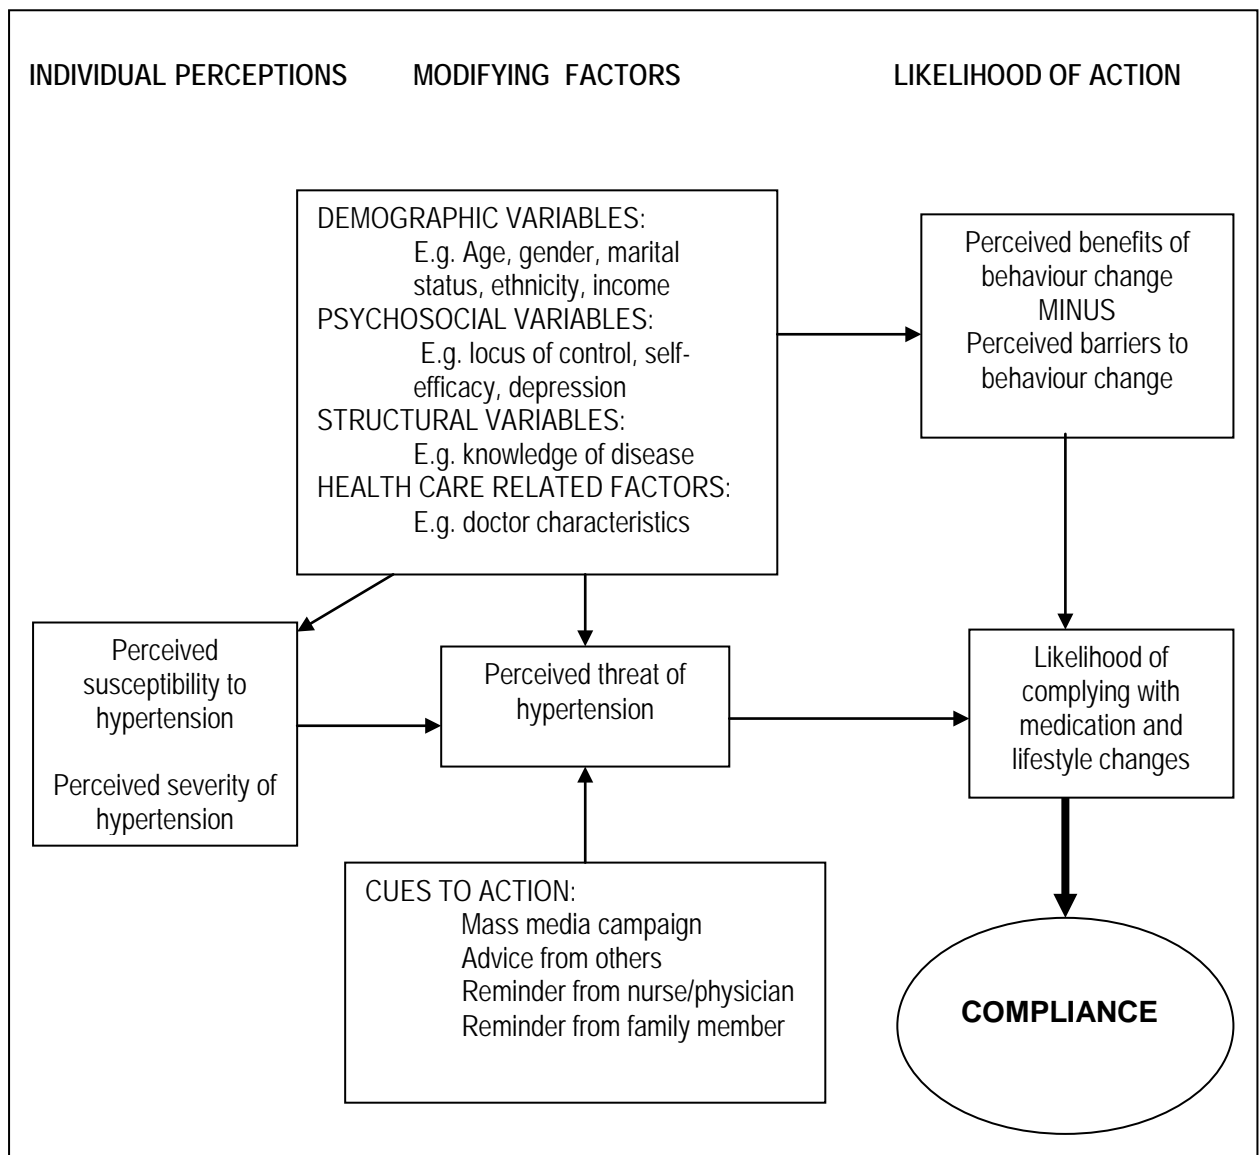 INDIVIDUAL PERCEPTIONS
MODIFYING FACTORS
LIKELIHOOD OF ACTION
DEMOGRAPHIC VARIABLES:
E.g. Age, gender, marital
status, ethnicity, income
PSYCHOSOCIAL VARIABLES:
E.g. locus of control, self-
efficacy, depression
STRUCTURAL VARIABLES:
E.g. knowledge of disease
HEALTH CARE RELATED FACTORS:
E.g. doctor characteristics
Perceived benefits of
behaviour change
MINUS
Perceived barriers to
behaviour change
Perceived
susceptibility to
hypertension
Perceived severity of
hypertension
Perceived threat of
hypertension
Likelihood of
complying with
medication and
lifestyle changes
CUES TO ACTION:
Mass media campaign
Advice from others
Reminder from nurse/physician
Reminder from family member
COMPLIANCE